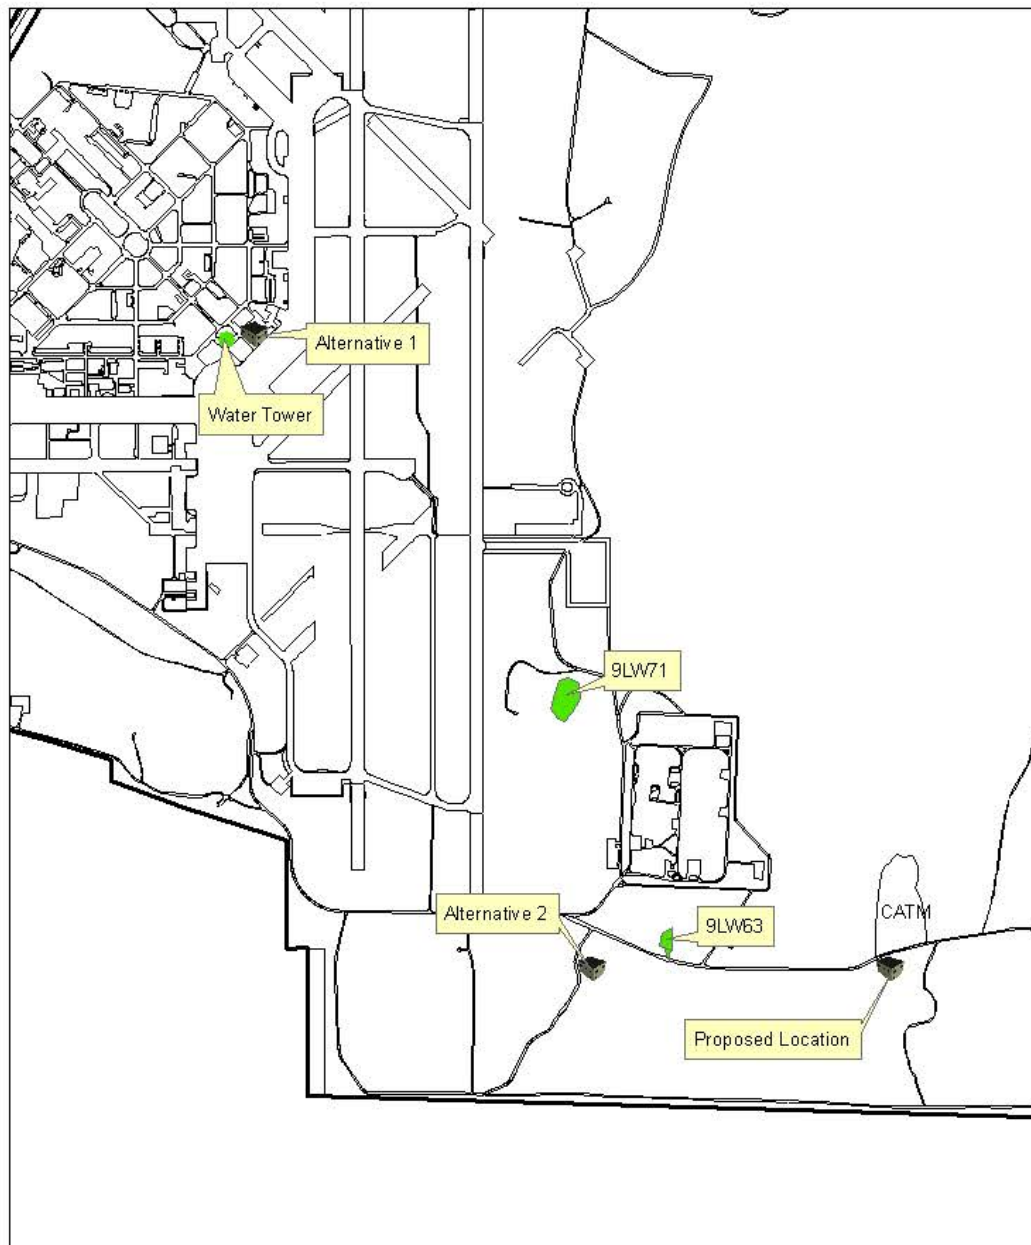 Alternative 1
Water Tower
9LW71
Alternative 2
9LW63
CATM
Proposed Location